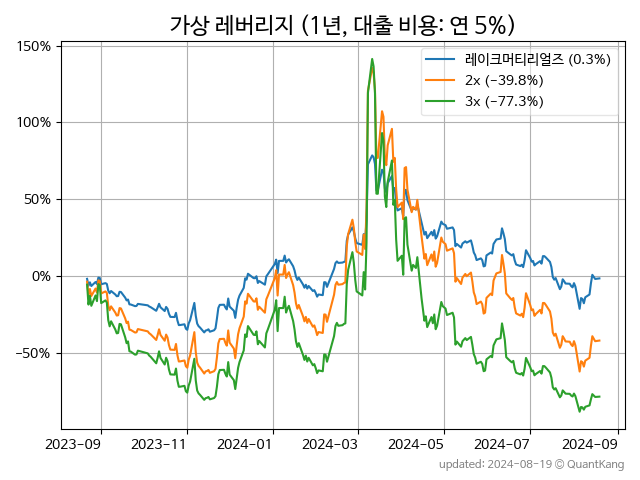 가상 레버리지 (1년, 대출 비용: 연 5%)
150%
100%
50%
0%
−50%
레이크머티리얼즈 (0.3%)
2x (−39.8%)
3x (−77.3%)
2023-09
2023-11
2024-01
2024-03
2024-05
2024-07
2024-09
updated: 2024-08-19 © QuantKang